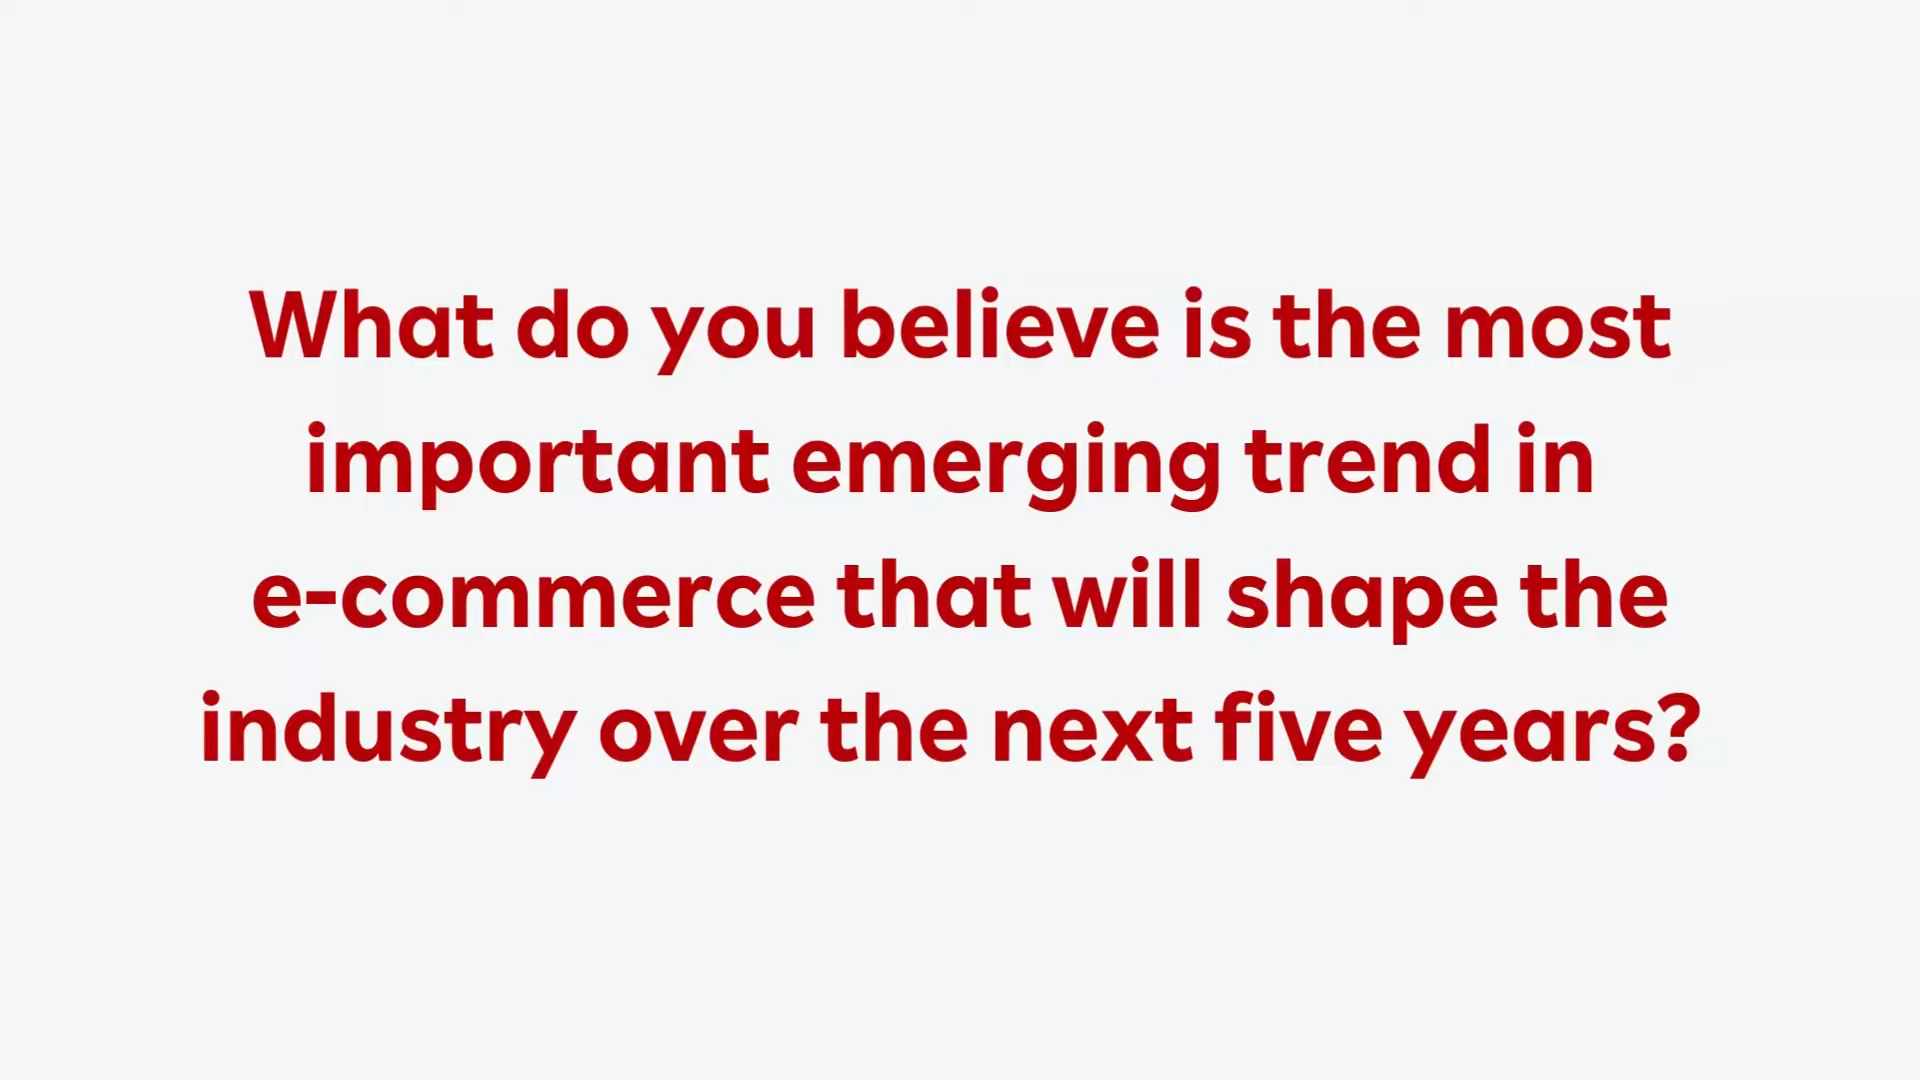 What do you believe is the most
important emerging trend in
e-commerce that will shape the
industry over the next five years?